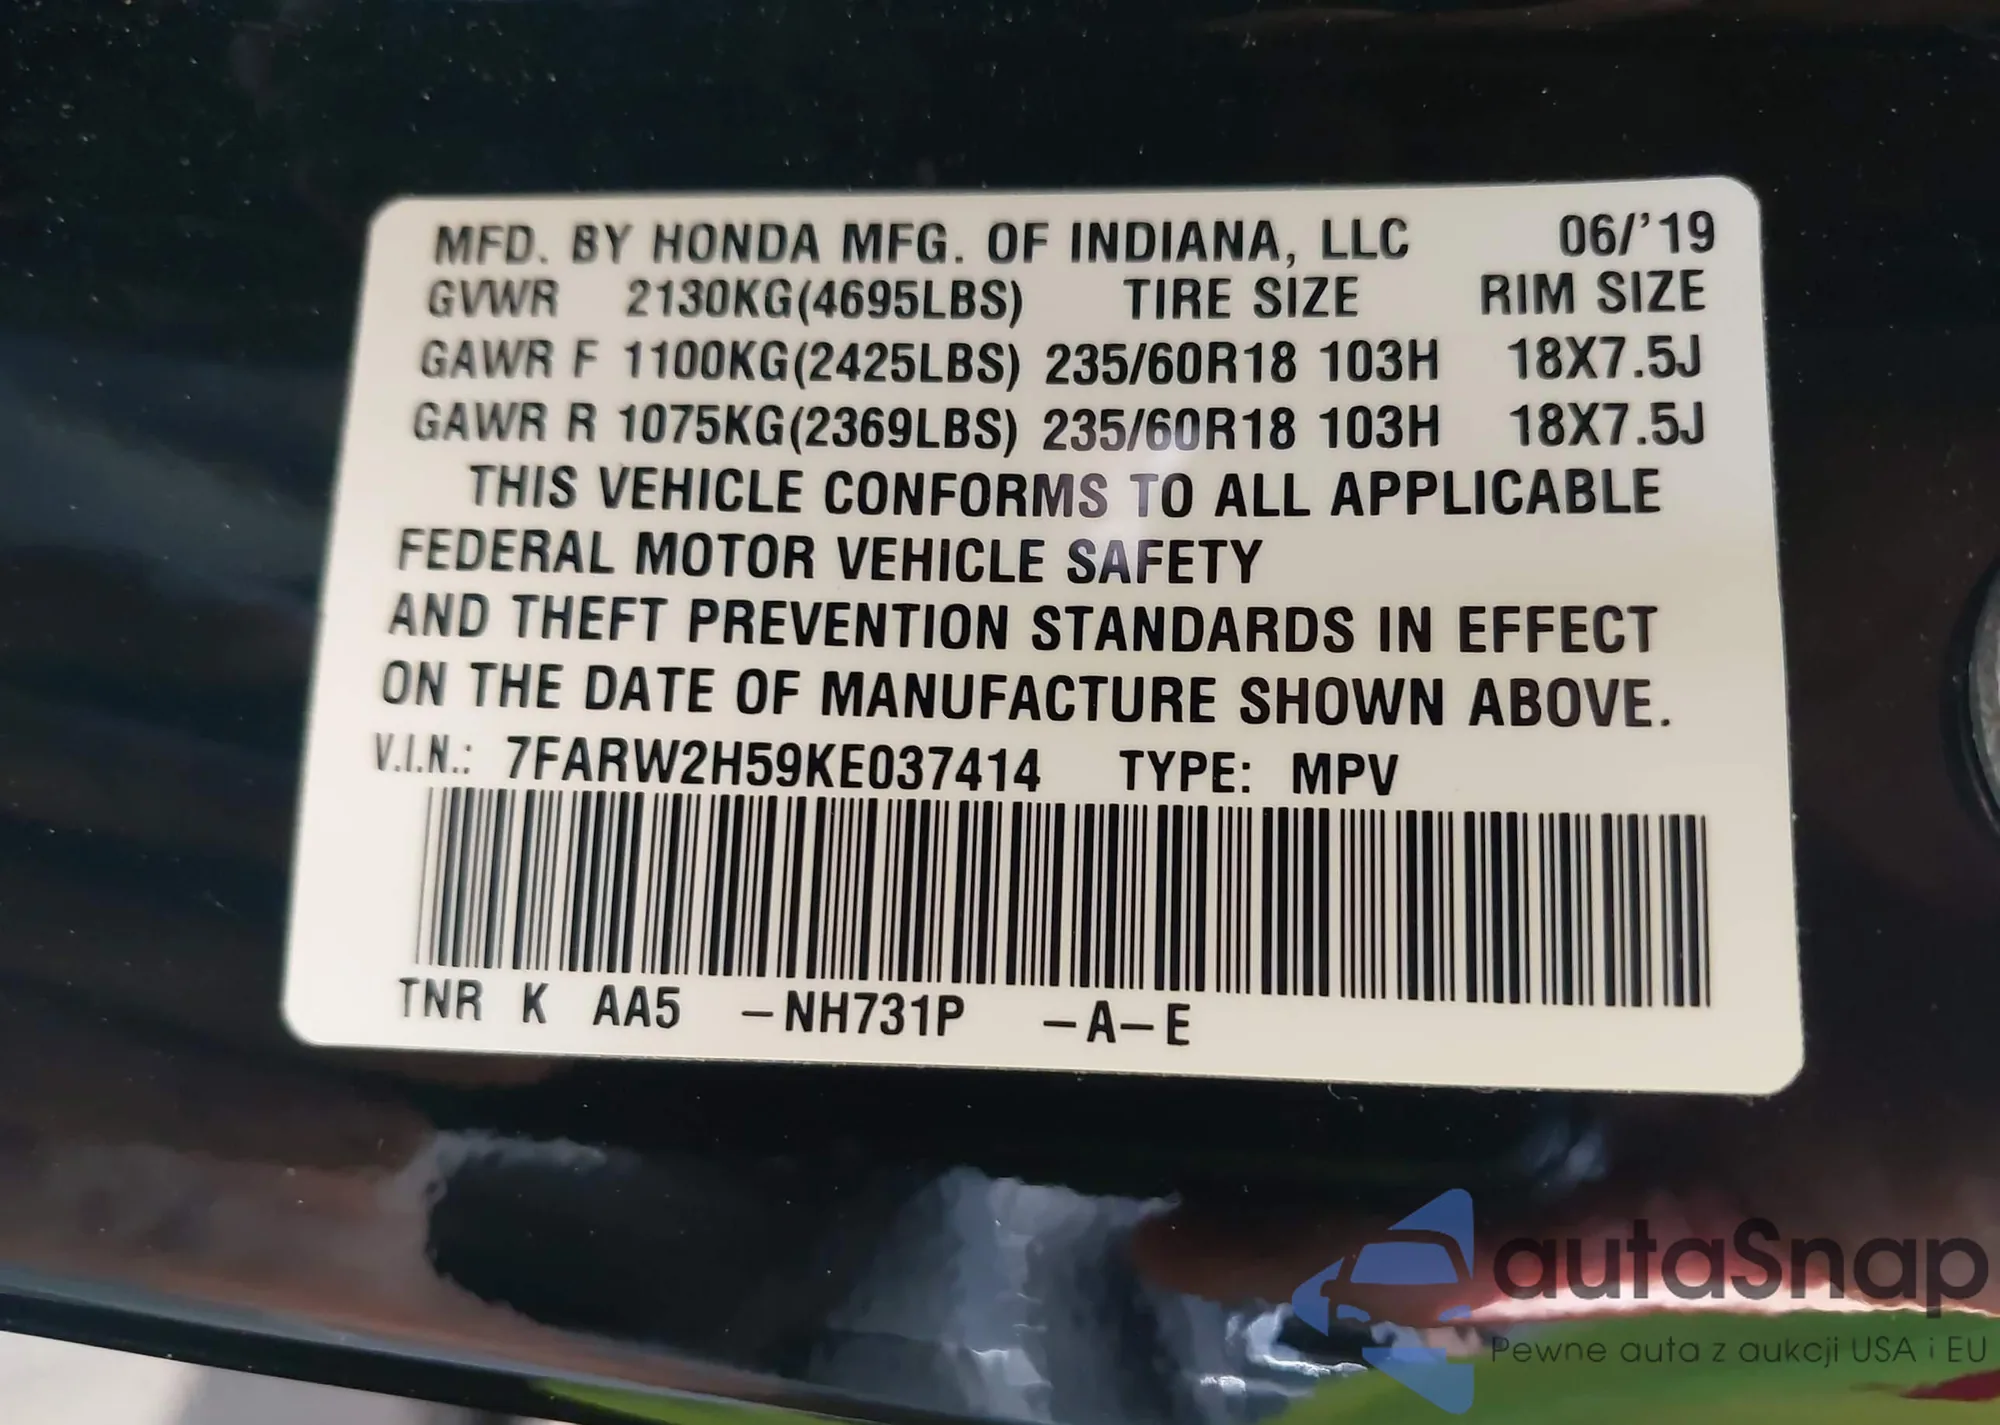 MFD. BY HONDA MFG. OF INDIANA, LLC 06/'19
GVWR 2130KG(4695LBS) TIRE SIZE RIM SIZE
GAWR F 1100KG(2425LBS) 235/60R18 103H 18X7.5J
GAWR R 1075KG(2369LBS) 235/60R18 103H 18X7.5J
THIS VEHICLE CONFORMS TO ALL APPLICABLE
FEDERAL MOTOR VEHICLE SAFETY
AND THEFT PREVENTION STANDARDS IN EFFECT
ON THE DATE OF MANUFACTURE SHOWN ABOVE.
V.I.N.: 7FARW2H59KE037414 TYPE: MPV
TNR K AA5 –NH731P –A–E
autaSnap
Pewne auta z aukcji USA i EU